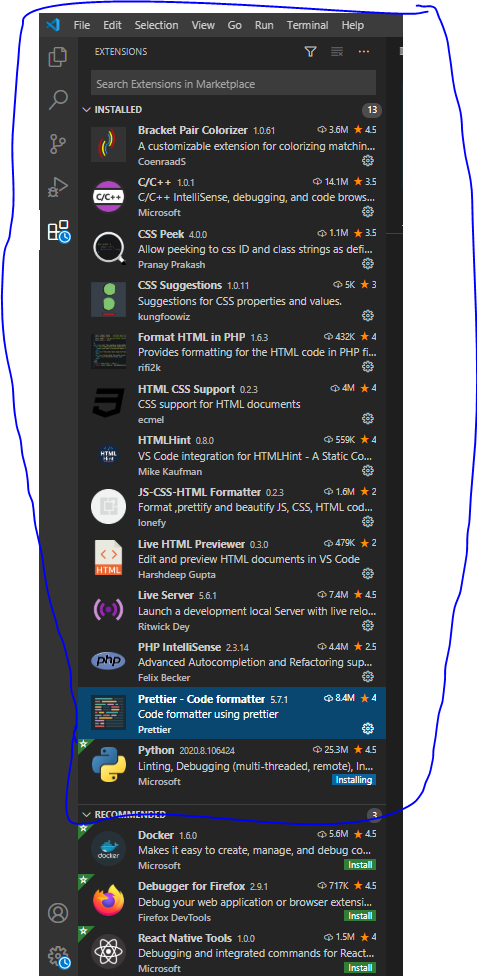 File Edit Selection View Go Run Terminal Help
EXTENSIONS
Search Extensions in Marketplace
INSTALLED 13
Bracket Pair Colorizer 1.0.61 3.6M 4.5
A customizable extension for colorizing matchin...
CoenraadS
C/C++ 1.0.1 14.1M 3.5
C/C++
C/C++ IntelliSense, debugging, and code brows...
Microsoft
CSS Peek 4.0.0 1.1M 3.5
Allow peeking to css ID and class strings as defi...
Pranay Prakash
CSS Suggestions 1.0.11 5K 3
Suggestions for CSS properties and values.
kungfoowiz
Format HTML in PHP 1.6.3 432K 4
Provides formatting for the HTML code in PHP fi...
rifi2k
HTML CSS Support 0.2.3 4M 4
CSS support for HTML documents
ecmel
HTMLHint 0.8.0 559K 4
HTML
Hint
VS Code integration for HTMLHint - A Static Co...
Mike Kaufman
JS-CSS-HTML Formatter 0.2.3 1.6M 2
Format ,prettify and beautify JS, CSS, HTML cod...
lonefy
Live HTML Previewer 0.3.0 479K 2
Edit and preview HTML documents in VS Code
HTML
Harshdeep Gupta
Live Server 5.6.1 7.4M 4.5
Launch a development local Server with live relo...
Ritwick Dey
PHP IntelliSense 2.3.14 4.4M 2.5
php
Advanced Autocompletion and Refactoring sup...
Felix Becker
Prettier - Code formatter 5.7.1 8.4M 4
Code formatter using prettier
Prettier
Python 2020.8.106424 25.3M 4.5
Linting, Debugging (multi-threaded, remote), In...
Microsoft Installing
RECOMMENDED 3
Docker 1.6.0 5.6M 4.5
Makes it easy to create, manage, and debug co...
docker
Microsoft Install
Debugger for Firefox 2.9.1 717K 4.5
Debug your web application or browser extensi...
Firefox DevTools Install
React Native Tools 1.0.0 1.5M 4
Debugging and integrated commands for React...
Microsoft Install